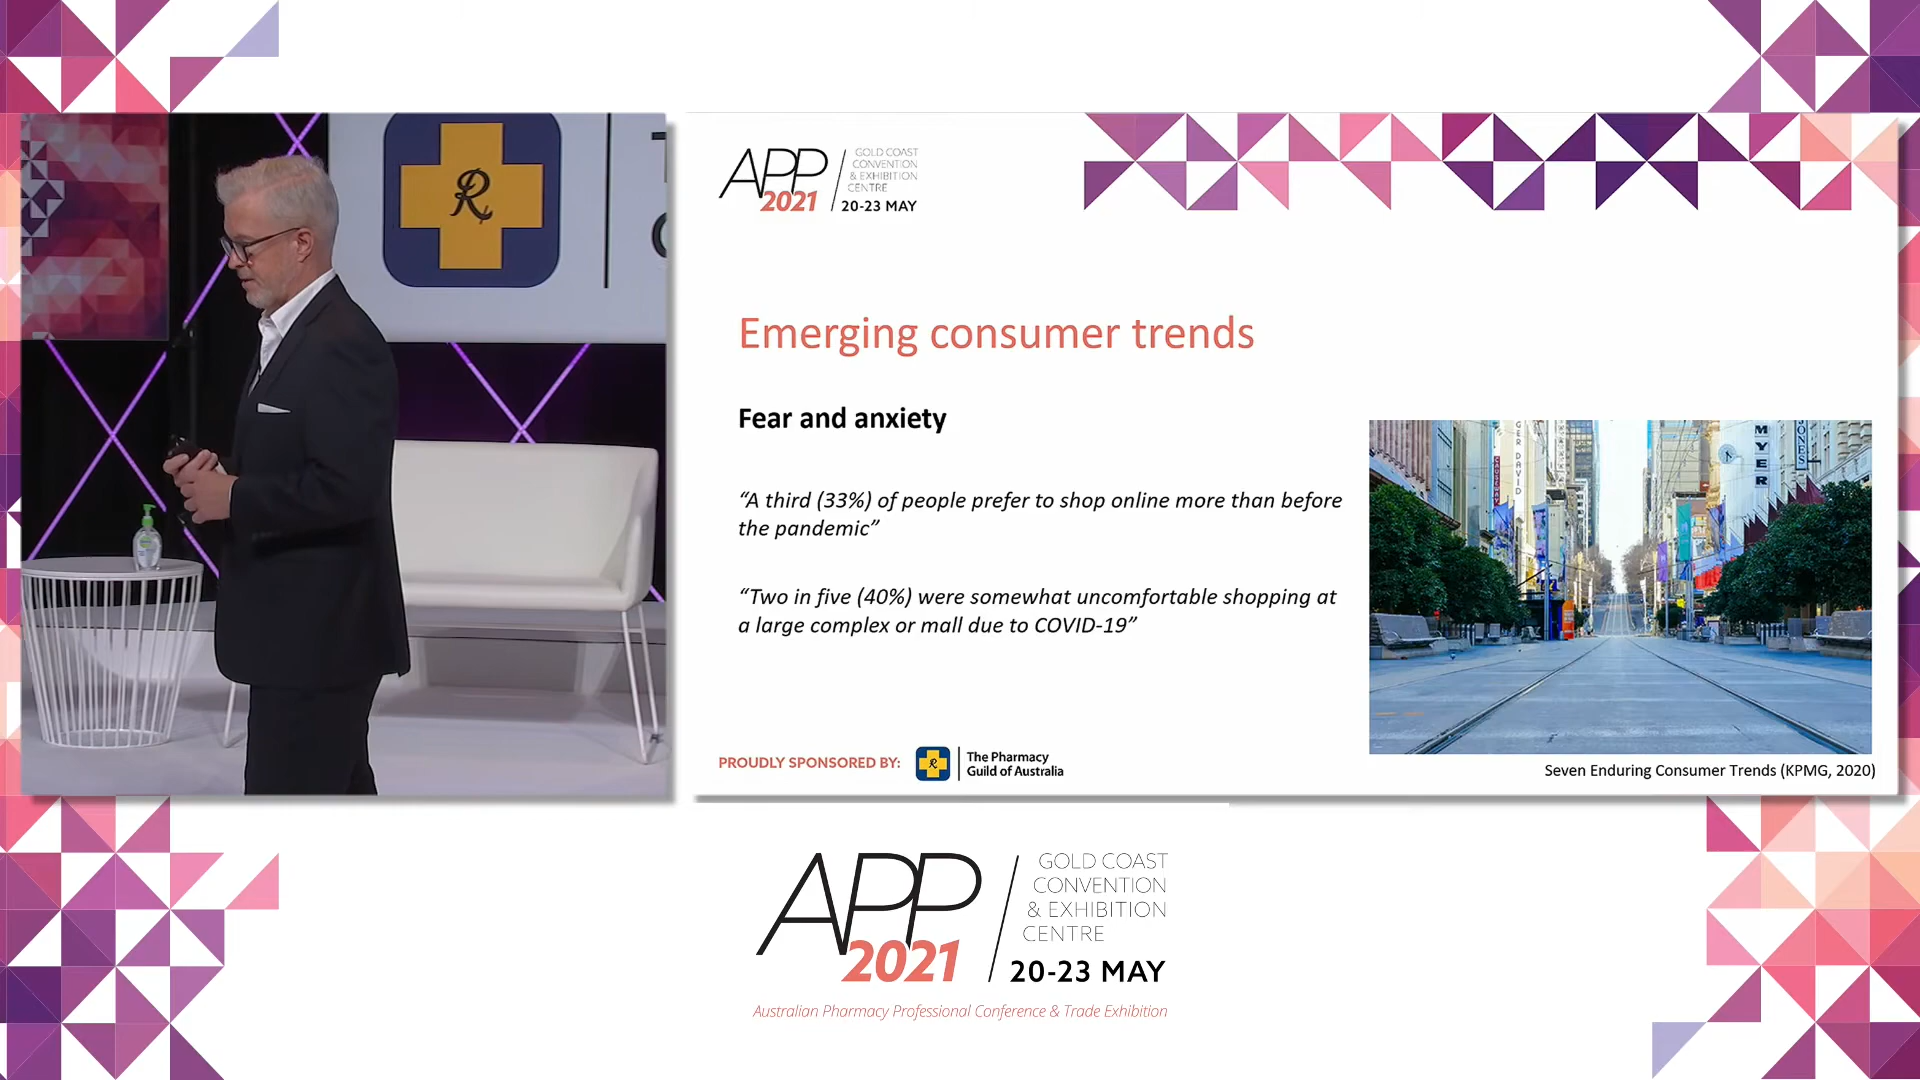 R
APP
2021
GOLD COAST
CONVENTION
& EXHIBITION
CENTRE
20-23 MAY
Emerging consumer trends
Fear and anxiety
“A third (33%) of people prefer to shop online more than before
the pandemic”
“Two in five (40%) were somewhat uncomfortable shopping at
a large complex or mall due to COVID-19”
GER DAVID
MYER
JONES
PROUDLY SPONSORED BY:
R
The Pharmacy
Guild of Australia
Seven Enduring Consumer Trends (KPMG, 2020)
APP
2021
GOLD COAST
CONVENTION
& EXHIBITION
CENTRE
20-23 MAY
Australian Pharmacy Professional Conference & Trade Exhibition